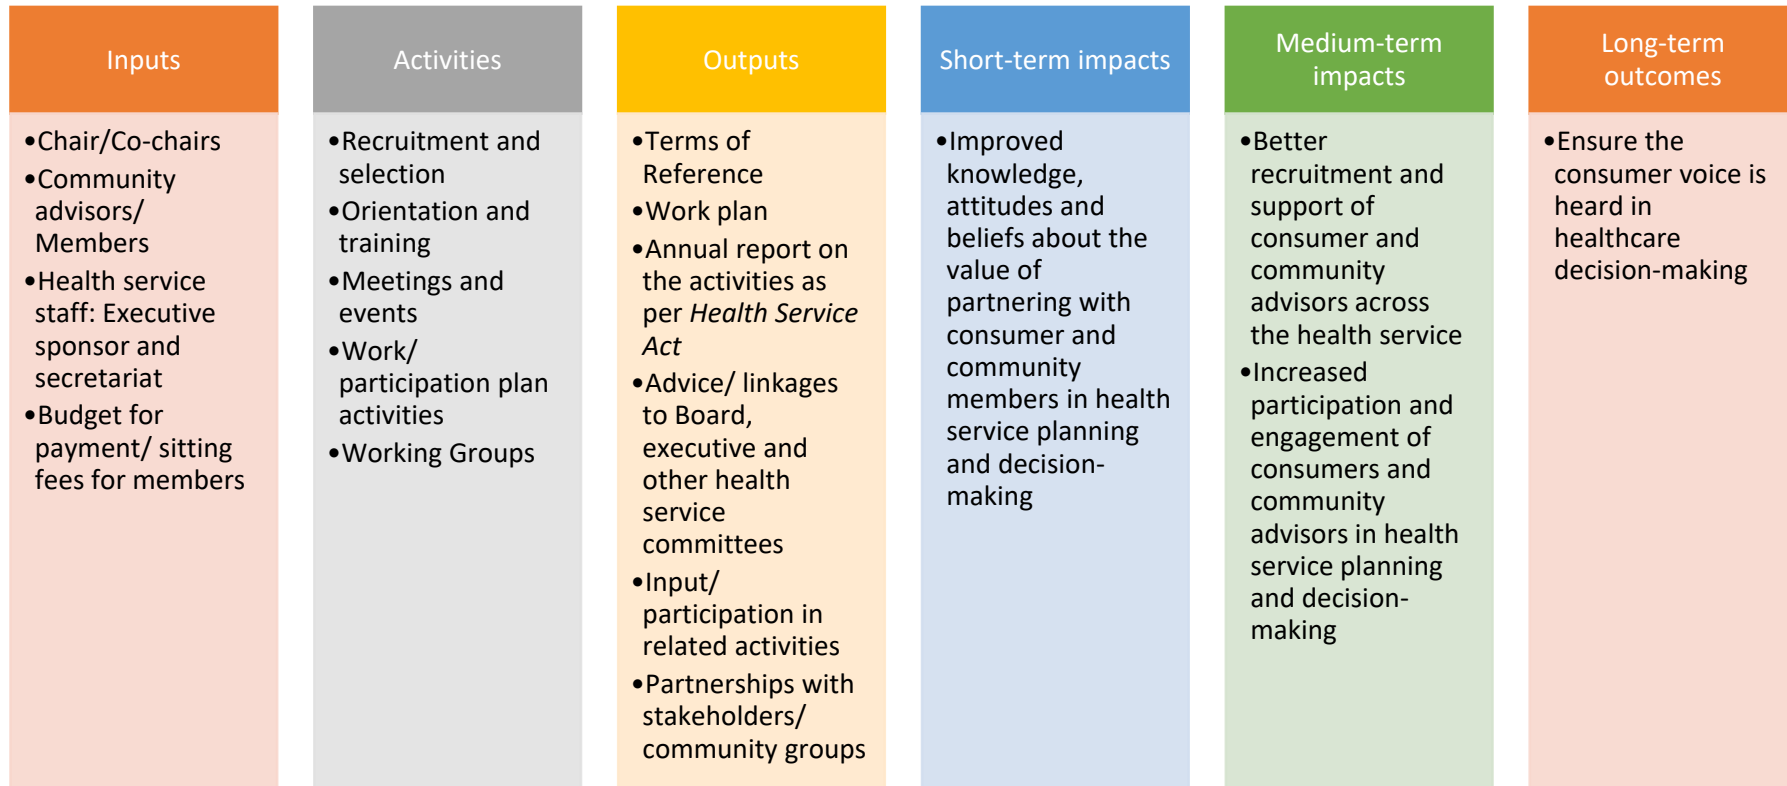 Inputs
•Chair/Co-chairs
•Community
advisors/
Members
•Health service
staff: Executive
sponsor and
secretariat
•Budget for
payment/ sitting
fees for members
Activities
•Recruitment and
selection
•Orientation and
training
•Meetings and
events
•Work/
participation plan
activities
•Working Groups
Outputs
•Terms of
Reference
•Work plan
•Annual report on
the activities as
per Health Service
Act
•Advice/ linkages
to Board,
executive and
other health
service
committees
•Input/
participation in
related activities
•Partnerships with
stakeholders/
community groups
Short-term impacts
•Improved
knowledge,
attitudes and
beliefs about the
value of
partnering with
consumer and
community
members in health
service planning
and decision-
making
Medium-term
impacts
•Better
recruitment and
support of
consumer and
community
advisors across
the health service
•Increased
participation and
engagement of
consumers and
community
advisors in health
service planning
and decision-
making
Long-term
outcomes
•Ensure the
consumer voice is
heard in
healthcare
decision-making